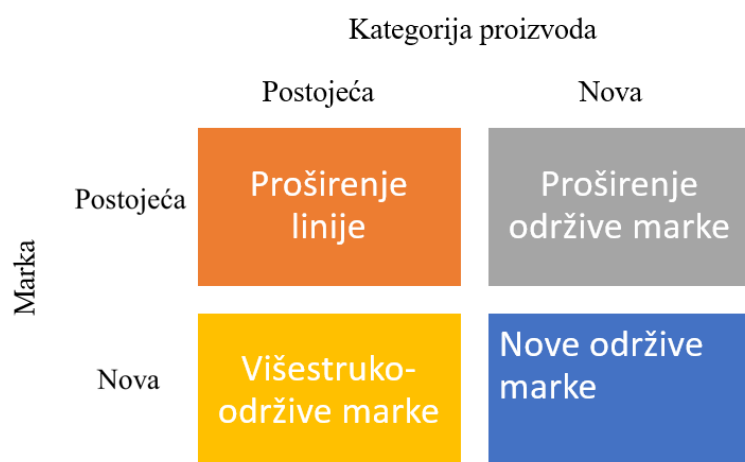 Kategorija proizvoda
Postojeća
Nova
Marka
Postojeća
Proširenje
linije
Proširenje
održive marke
Nova
Višestruko-
održive marke
Nove održive
marke